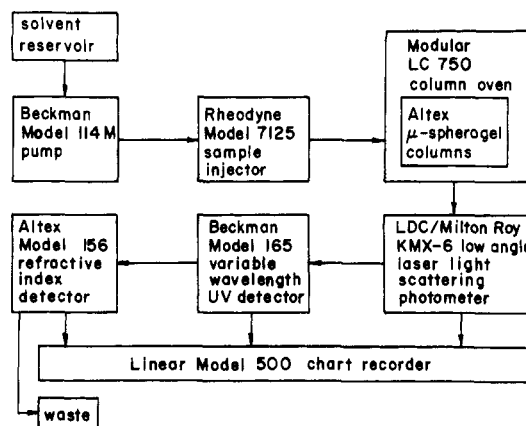 solvent
reservoir
Beckman
Model 114 M
pump
Rheodyne
Model 7125
sample
injector
Modular
LC 750
column oven
Altex
μ-spheragel
columns
Altex
Model 156
refractive
index
detector
Beckman
Model 165
variable
wavelength
UV detector
LDC/Milton Roy
KMX-6 low angle
laser light
scattering
photometer
Linear Model 500 chart recorder
waste